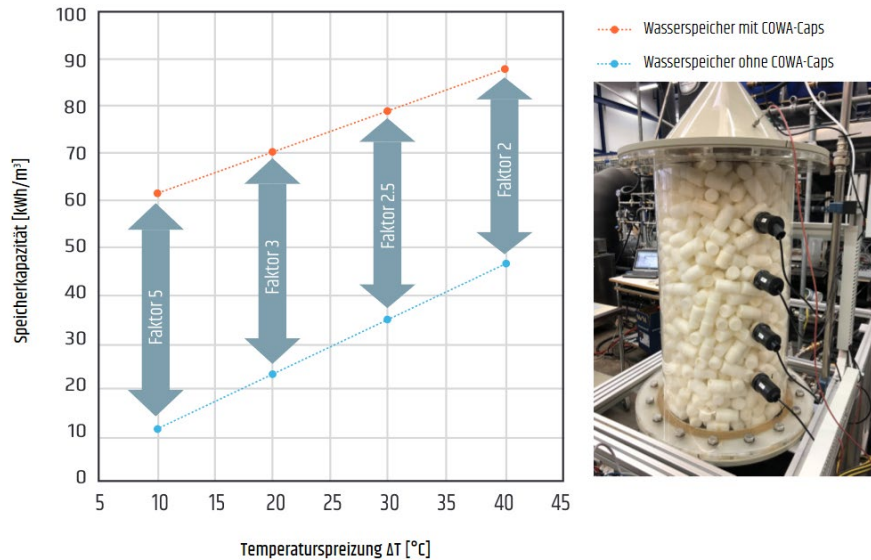 100
90
80
70
60
50
40
30
20
10
0
5
10
15
20
25
30
35
40
45
Speicherkapazität [kWh/m³]
Temperaturspreizung ΔT [°C]
Faktor 5
Faktor 3
Faktor 2.5
Faktor 2
Wasserspeicher mit COWA-Caps
Wasserspeicher ohne COWA-Caps